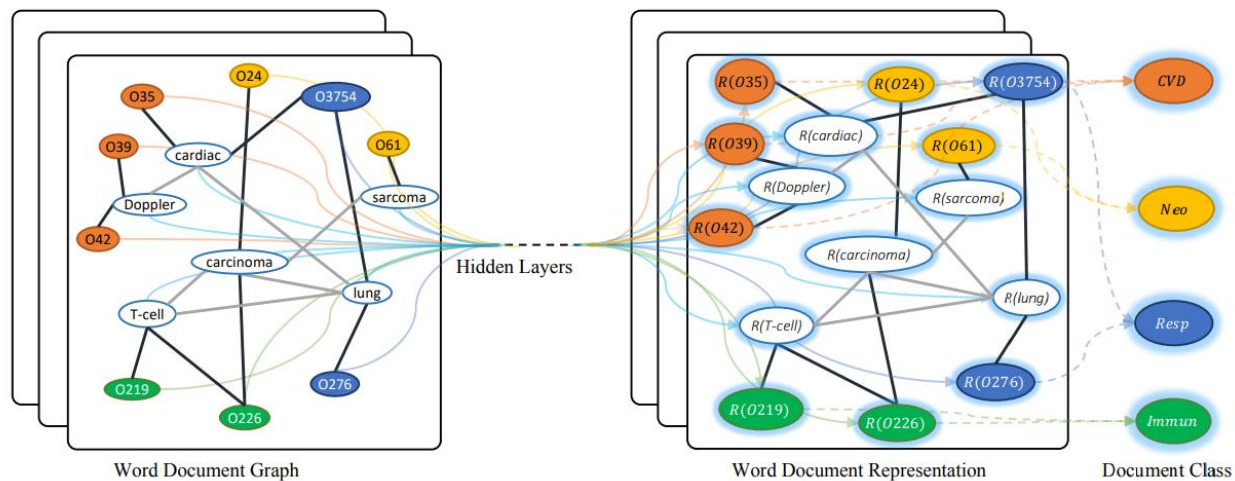 O24
O35
O3754
O39
O61
cardiac
Doppler
sarcoma
O42
carcinoma
lung
T-cell
O219
O276
O226
Word Document Graph
Hidden Layers
R(O35)
R(O24)
R(O3754)
R(cardiac)
R(O39)
R(O61)
R(Doppler)
R(sarcoma)
R(O42)
R(carcinoma)
R(lung)
R(T-cell)
R(O276)
R(O219)
R(O226)
Word Document Representation
CVD
Neo
Resp
Immun
Document Class